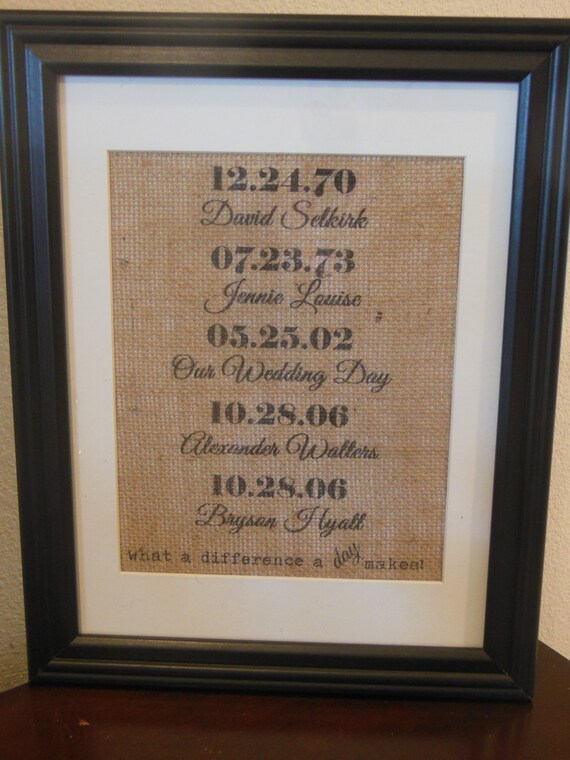 12.24.70
David Selkirk
07.23.73
Jennie Louise
05.25.02
Our Wedding Day
10.28.06
Alexander Walters
10.28.06
Bryson Hyatt
what a difference a day makes!